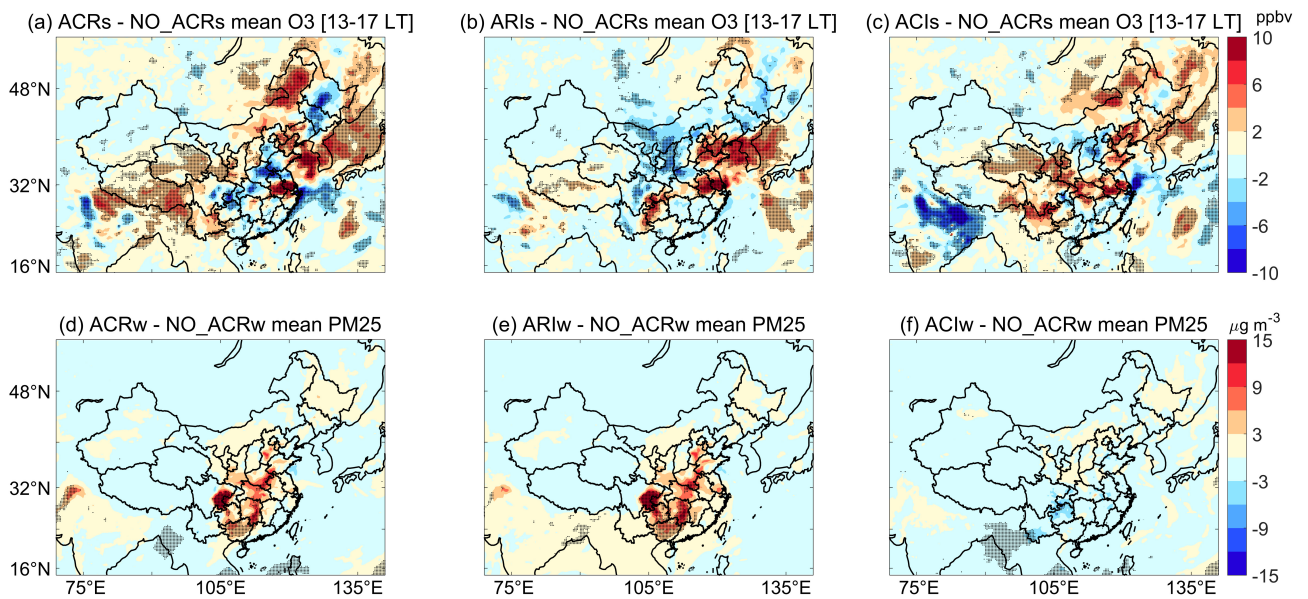 (a) ACRs - NO_ACRs mean O3 [13-17 LT]
(b) ARIs - NO_ACRs mean O3 [13-17 LT]
(c) ACIs - NO_ACRs mean O3 [13-17 LT]
ppbv
48°N
32°N
16°N
10
6
2
-2
-6
-10
(d) ACRw - NO_ACRw mean PM25
(e) ARIw - NO_ACRw mean PM25
(f) ACIw - NO_ACRw mean PM25
μg m⁻³
48°N
32°N
16°N
75°E
105°E
135°E
75°E
105°E
135°E
75°E
105°E
135°E
15
9
3
-3
-9
-15